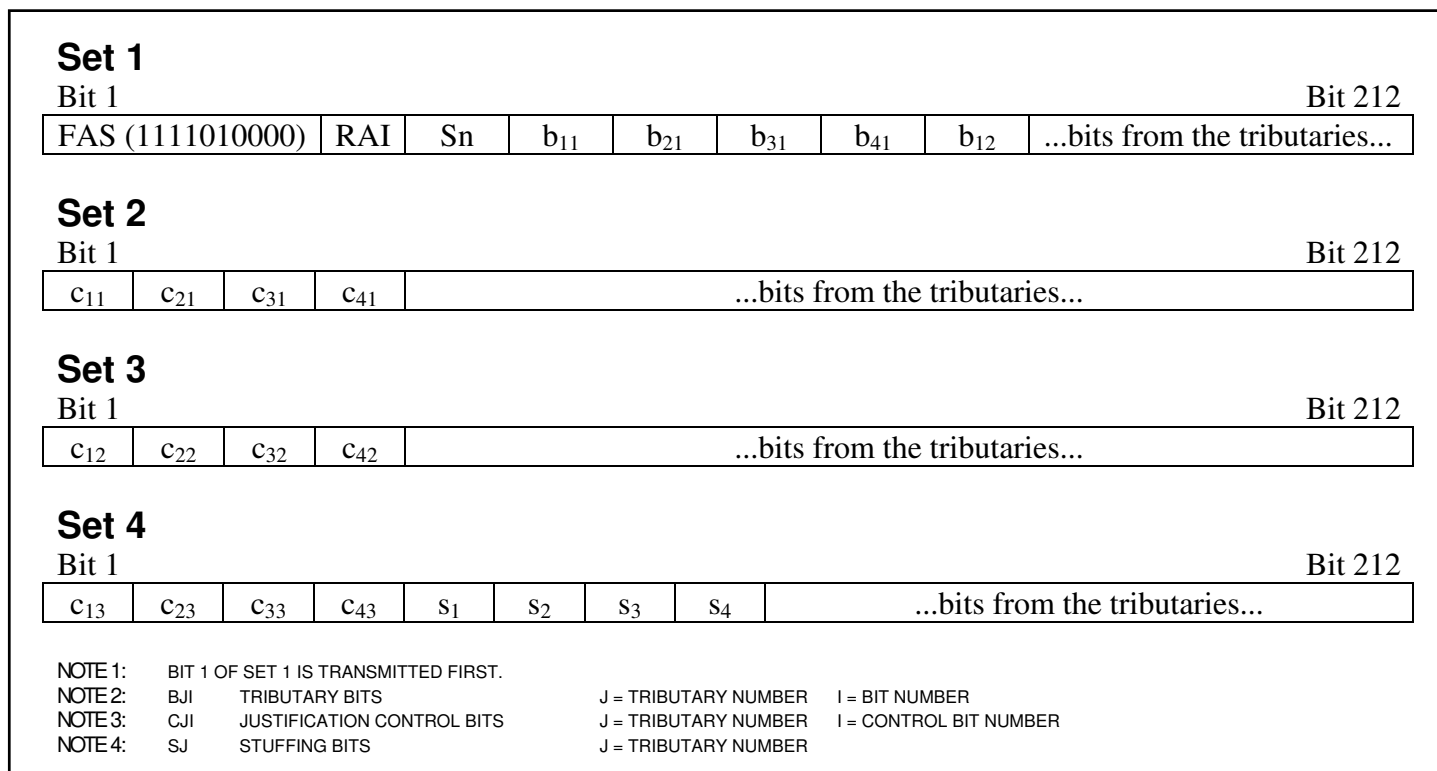 Set 1
Bit 1 Bit 212
FAS (1111010000) RAI Sn b₁₁ b₂₁ b₃₁ b₄₁ b₁₂ ...bits from the tributaries...
Set 2
Bit 1 Bit 212
c₁₁ c₂₁ c₃₁ c₄₁ ...bits from the tributaries...
Set 3
Bit 1 Bit 212
c₁₂ c₂₂ c₃₂ c₄₂ ...bits from the tributaries...
Set 4
Bit 1 Bit 212
c₁₃ c₂₃ c₃₃ c₄₃ s₁ s₂ s₃ s₄ ...bits from the tributaries...
NOTE 1: BIT 1 OF SET 1 IS TRANSMITTED FIRST.
NOTE 2: BJI TRIBUTARY BITS J = TRIBUTARY NUMBER I = BIT NUMBER
NOTE 3: CJI JUSTIFICATION CONTROL BITS J = TRIBUTARY NUMBER I = CONTROL BIT NUMBER
NOTE 4: SJ STUFFING BITS J = TRIBUTARY NUMBER